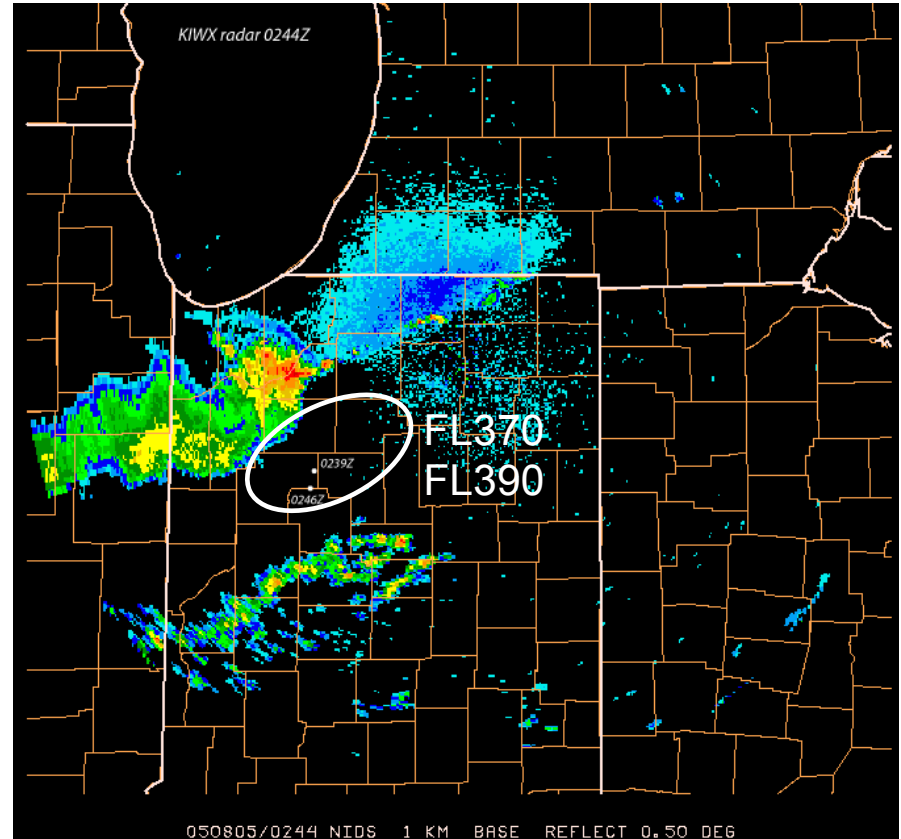 KIWX radar 0244Z
FL370
FL390
0239Z
0246Z
050805/0244 NIDS 1 KM BASE REFLECT 0.50 DEG